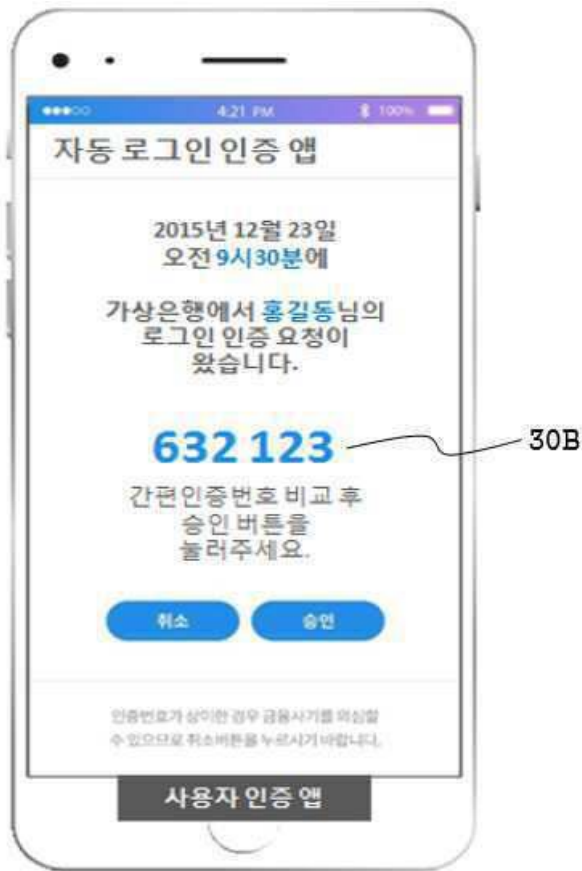 4:21 PM 100%
자동 로그인 인증 앱
2015년 12월 23일
오전 9시30분에
가상은행에서 홍길동님의
로그인 인증 요청이
왔습니다.
632 123
30B
간편인증번호 비교 후
승인 버튼을
눌러주세요.
취소 승인
인증번호가 상이한 경우 금융사기를 의심할
수 있으므로 취소버튼을 누르시기 바랍니다.
사용자 인증 앱